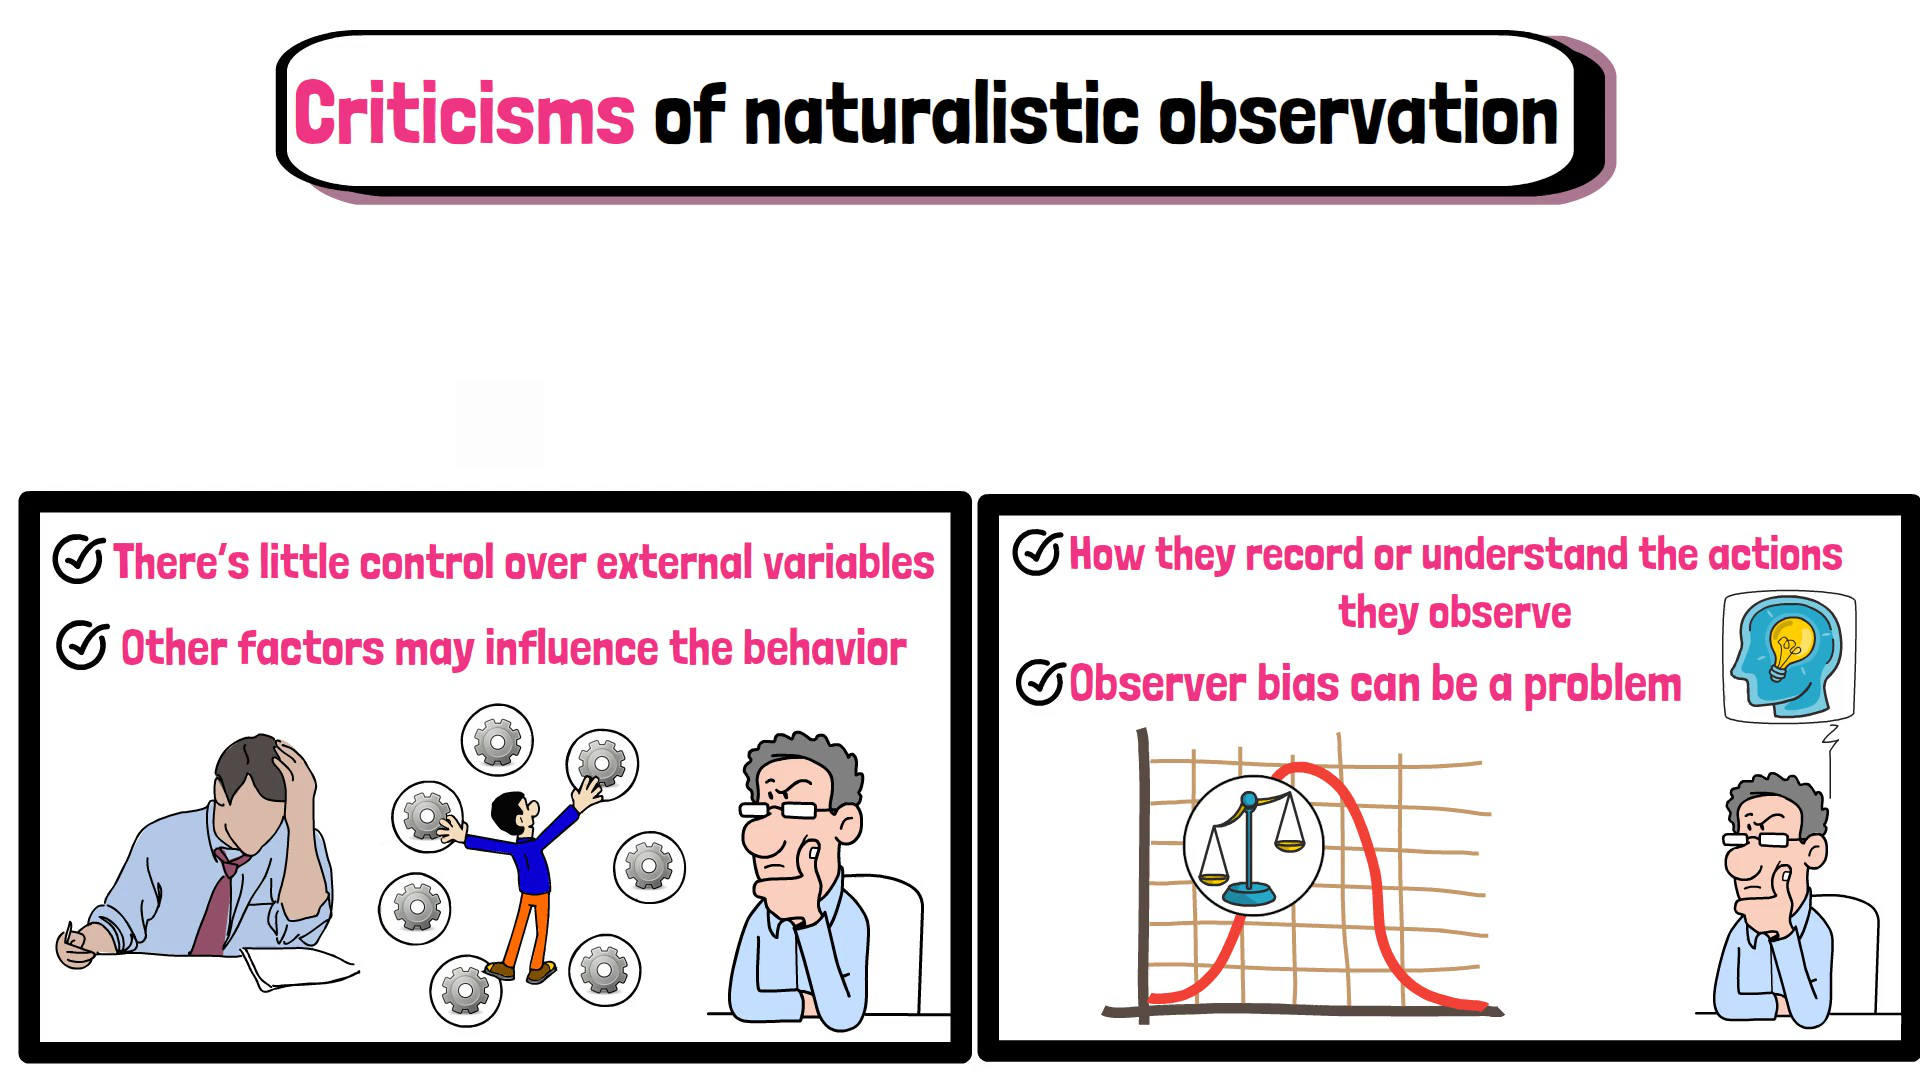 Criticisms of naturalistic observation
There's little control over external variables
Other factors may influence the behavior
How they record or understand the actions
they observe
Observer bias can be a problem